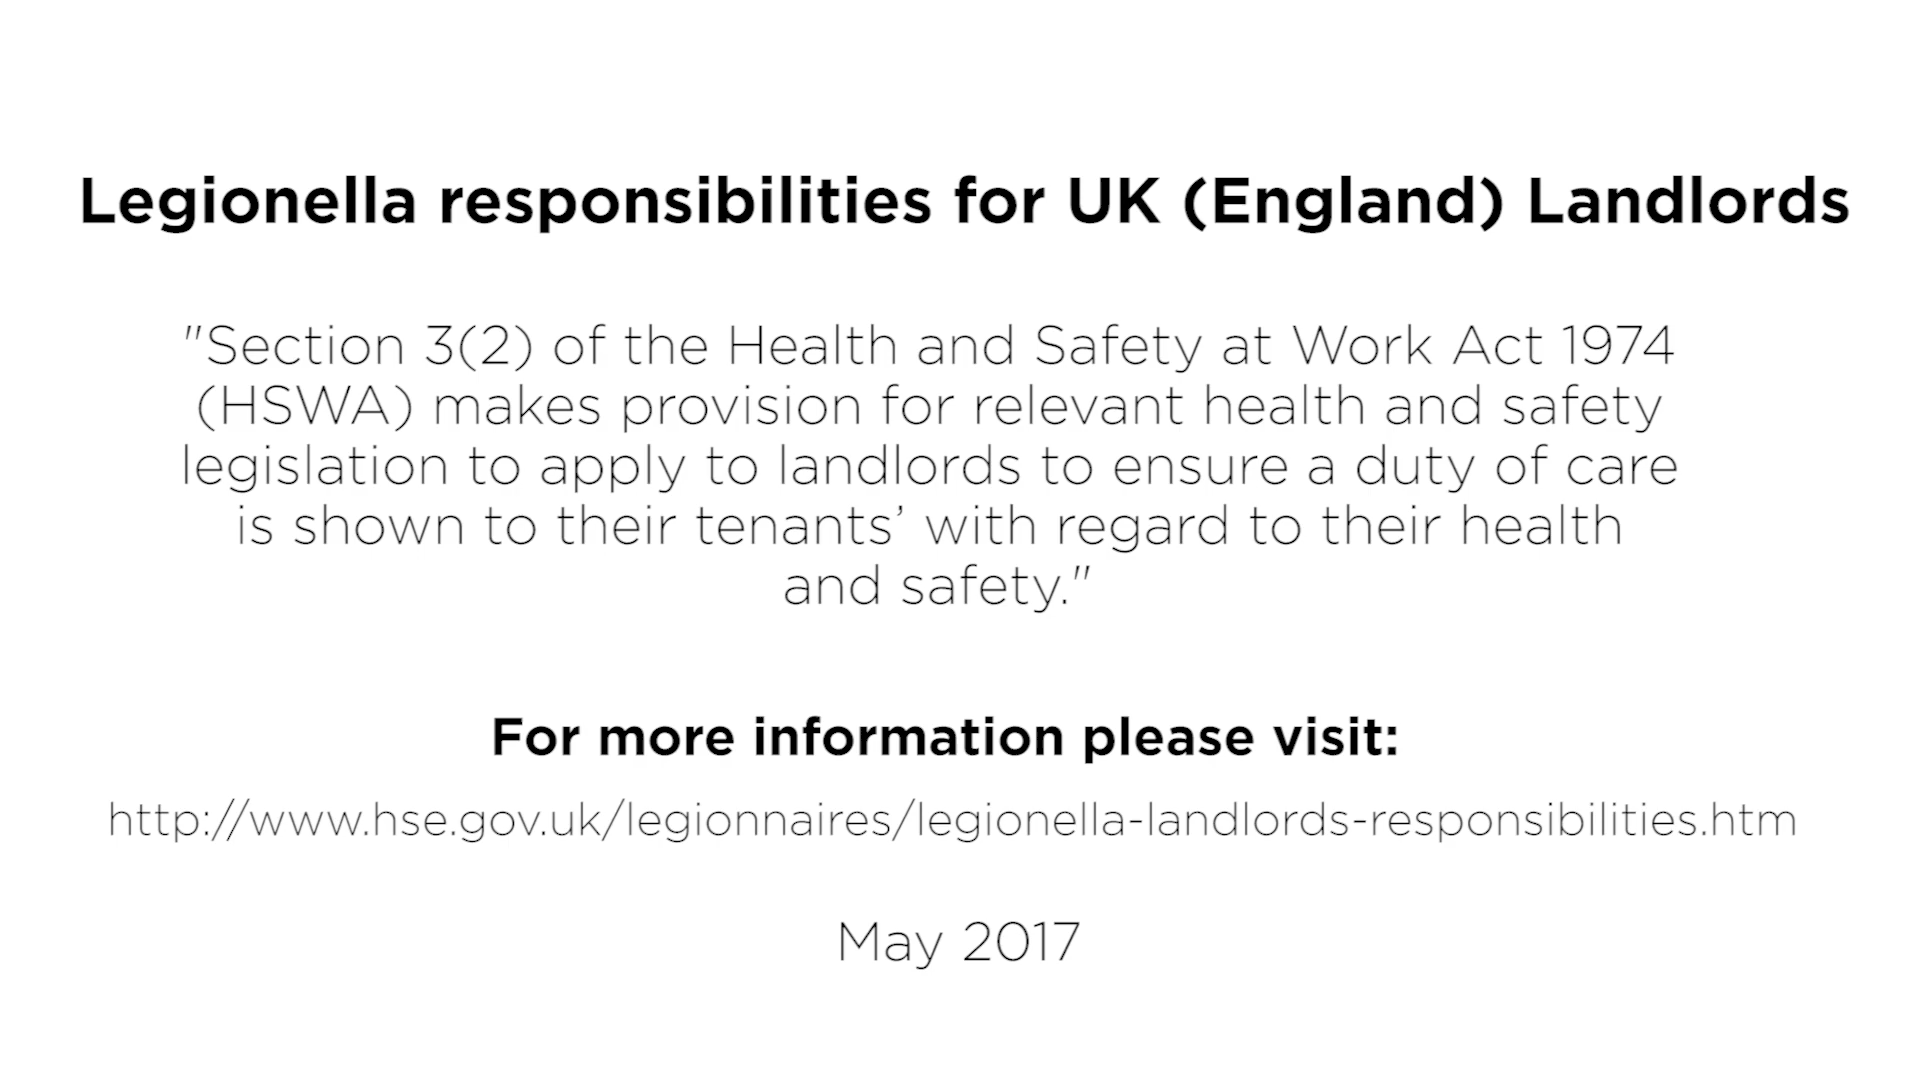 Legionella responsibilities for UK (England) Landlords
"Section 3(2) of the Health and Safety at Work Act 1974
(HSWA) makes provision for relevant health and safety
legislation to apply to landlords to ensure a duty of care
is shown to their tenants’ with regard to their health
and safety."
For more information please visit:
http://www.hse.gov.uk/legionnaires/legionella-landlords-responsibilities.htm
May 2017